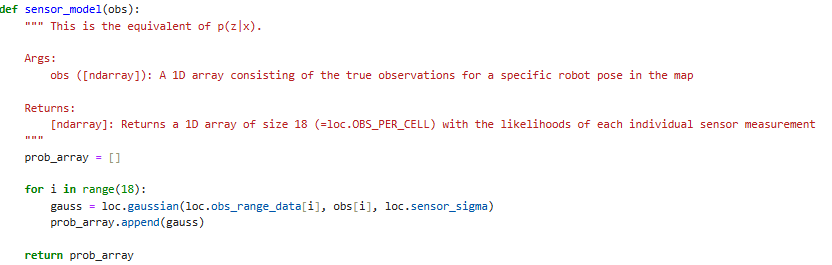 def sensor_model(obs):
    """ This is the equivalent of p(z|x).
    Args:
        obs ([ndarray]): A 1D array consisting of the true observations for a specific robot pose in the map
    Returns:
        [ndarray]: Returns a 1D array of size 18 (=loc.OBS_PER_CELL) with the likelihoods of each individual sensor measurement
    """
    prob_array = []
    for i in range(18):
        gauss = loc.gaussian(loc.obs_range_data[i], obs[i], loc.sensor_sigma)
        prob_array.append(gauss)
    return prob_array